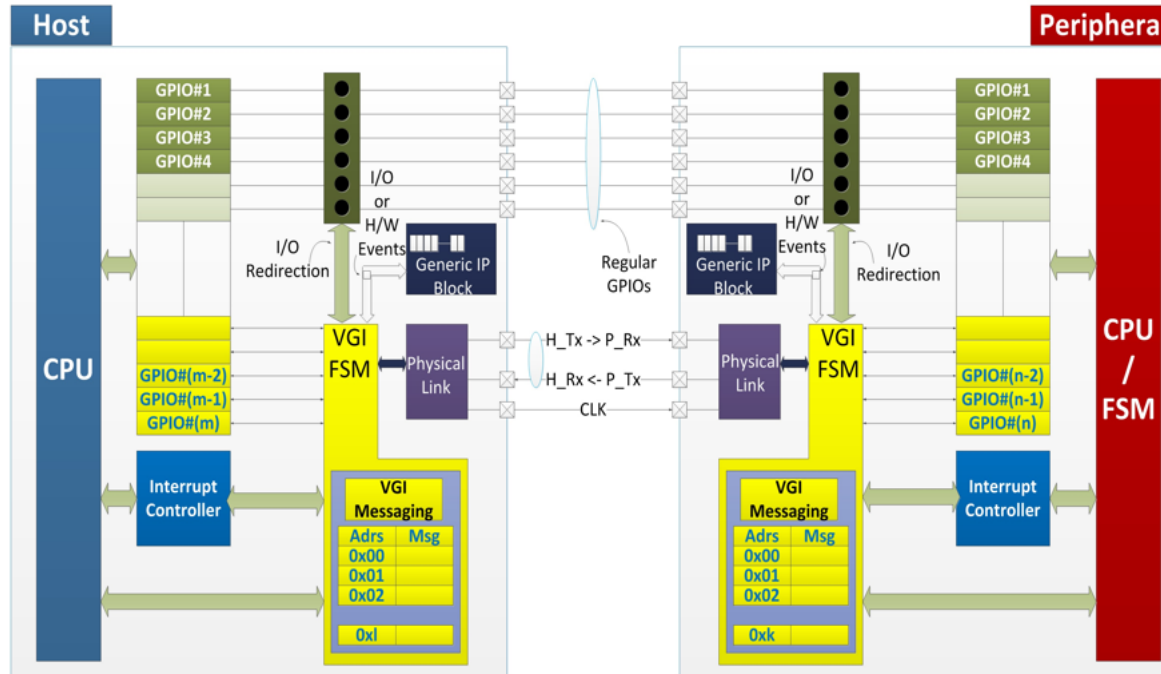 Host
Periphera
GPIO#1
GPIO#2
GPIO#3
GPIO#4
I/O
or
H/W
Events
I/O
Redirection
Generic IP
Block
VGI
FSM
Physical
Link
GPIO#(m-2)
GPIO#(m-1)
GPIO#(m)
CPU
Interrupt
Controller
VGI
Messaging
Adrs Msg
0x00
0x01
0x02
0xl
Regular
GPIOs
H_Tx -> P_Rx
H_Rx <- P_Tx
CLK
GPIO#1
GPIO#2
GPIO#3
GPIO#4
I/O
or
H/W
Events
I/O
Redirection
Generic IP
Block
Physical
Link
VGI
FSM
GPIO#(n-2)
GPIO#(n-1)
GPIO#(n)
CPU
/
FSM
Interrupt
Controller
VGI
Messaging
Adrs Msg
0x00
0x01
0x02
0xk